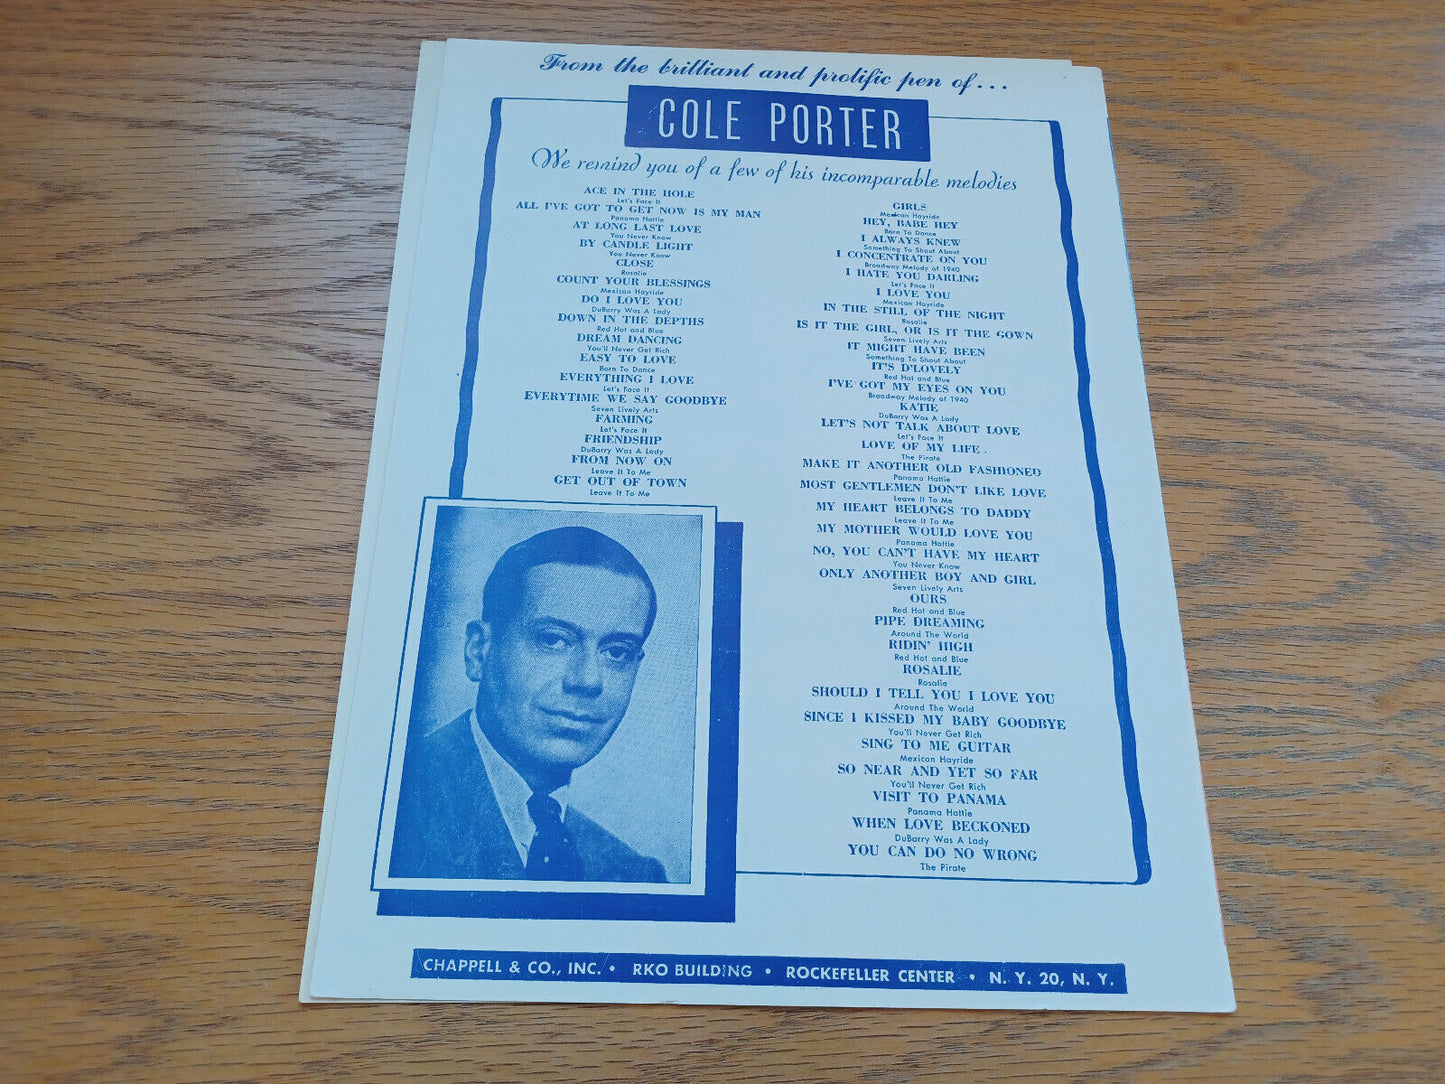 From the brilliant and prolific pen of...
COLE PORTER
We remind you of a few of his incomparable melodies
ACE IN THE HOLE
Let's Face It
ALL I'VE GOT TO GET NOW IS MY MAN
Panama Hattie
AT LONG LAST LOVE
You Never Know
BY CANDLE LIGHT
You Never Know
CLOSE
Rosalie
COUNT YOUR BLESSINGS
Mexican Hayride
DO I LOVE YOU
DuBarry Was A Lady
DOWN IN THE DEPTHS
Red Hot and Blue
DREAM DANCING
You'll Never Get Rich
EASY TO LOVE
Born To Dance
EVERYTHING I LOVE
Let's Face It
EVERYTIME WE SAY GOODBYE
Seven Lively Arts
FARMING
Let's Face It
FRIENDSHIP
DuBarry Was A Lady
FROM NOW ON
Leave It To Me
GET OUT OF TOWN
Leave It To Me
GIRLS
Mexican Hayride
HEY, BABE HEY
Born To Dance
I ALWAYS KNEW
Something To Shout About
I CONCENTRATE ON YOU
Broadway Melody of 1940
I HATE YOU DARLING
Let's Face It
I LOVE YOU
Mexican Hayride
IN THE STILL OF THE NIGHT
Rosalie
IS IT THE GIRL, OR IS IT THE GOWN
Seven Lively Arts
IT MIGHT HAVE BEEN
Something To Shout About
IT'S D'LOVELY
Red Hot and Blue
I'VE GOT MY EYES ON YOU
Broadway Melody of 1940
KATIE
DuBarry Was A Lady
LET'S NOT TALK ABOUT LOVE
Let's Face It
LOVE OF MY LIFE
The Pirate
MAKE IT ANOTHER OLD FASHIONED
Panama Hattie
MOST GENTLEMEN DON'T LIKE LOVE
Leave It To Me
MY HEART BELONGS TO DADDY
Leave It To Me
MY MOTHER WOULD LOVE YOU
Panama Hattie
NO, YOU CAN'T HAVE MY HEART
You Never Know
ONLY ANOTHER BOY AND GIRL
Seven Lively Arts
OURS
Red Hot and Blue
PIPE DREAMING
Around The World
RIDIN' HIGH
Red Hot and Blue
ROSALIE
Rosalie
SHOULD I TELL YOU I LOVE YOU
Around The World
SINCE I KISSED MY BABY GOODBYE
You'll Never Get Rich
SING TO ME GUITAR
Mexican Hayride
SO NEAR AND YET SO FAR
You'll Never Get Rich
VISIT TO PANAMA
Panama Hattie
WHEN LOVE BECKONED
DuBarry Was A Lady
YOU CAN DO NO WRONG
The Pirate
CHAPPELL & CO., INC. • RKO BUILDING • ROCKEFELLER CENTER • N. Y. 20, N. Y.